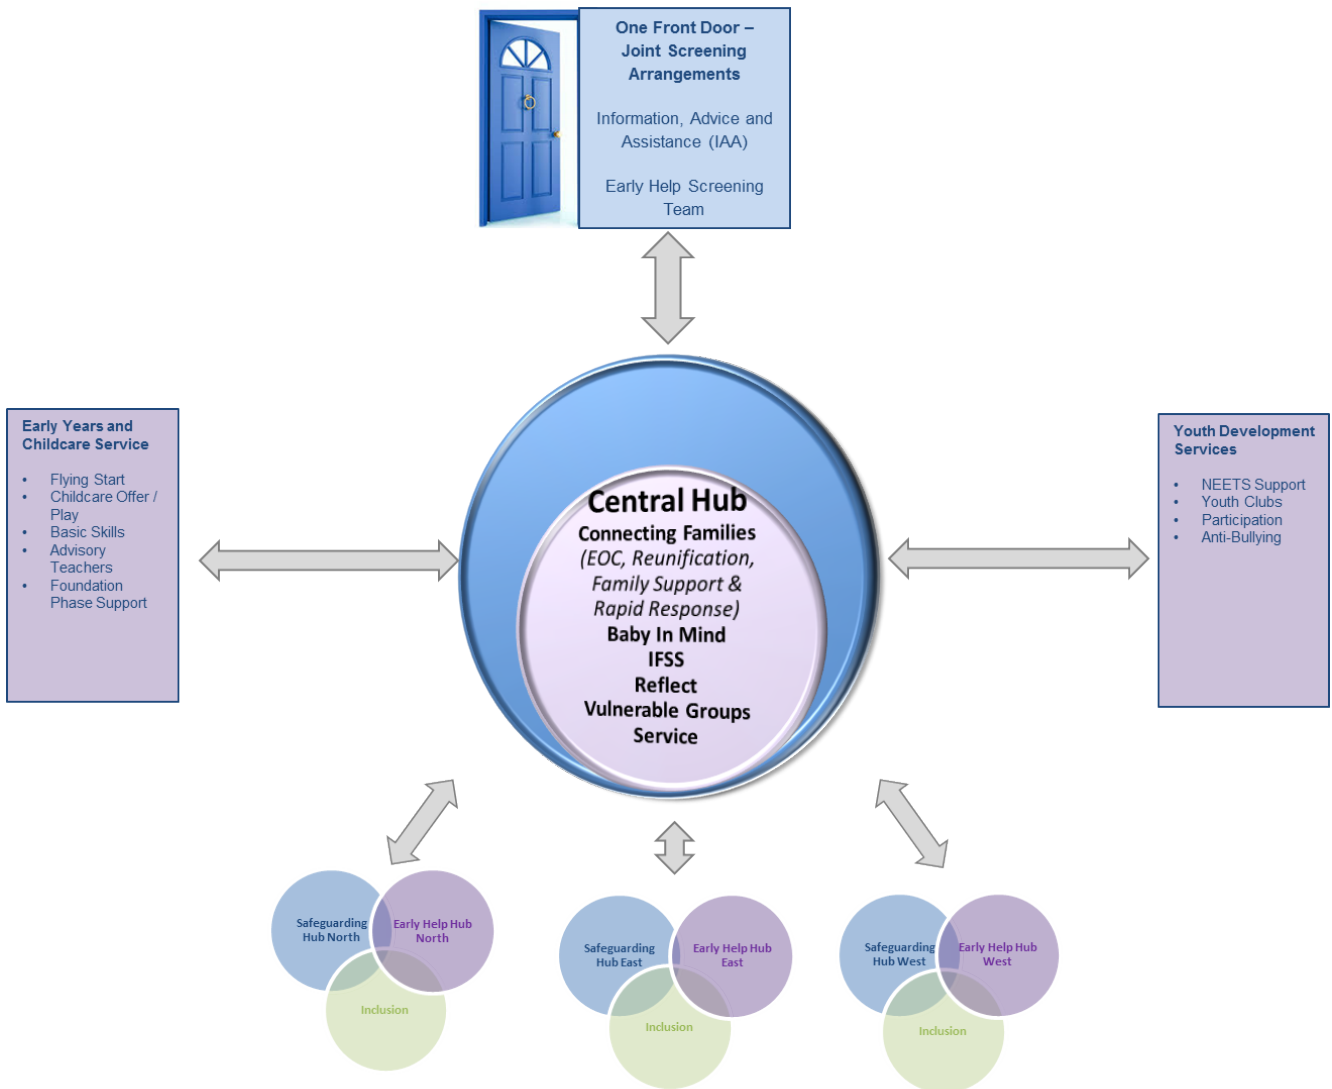 One Front Door –
Joint Screening
Arrangements
Information, Advice and
Assistance (IAA)
Early Help Screening
Team
Early Years and
Childcare Service
• Flying Start
• Childcare Offer /
Play
• Basic Skills
• Advisory
Teachers
• Foundation
Phase Support
Central Hub
Connecting Families
(EOC, Reunification,
Family Support &
Rapid Response)
Baby In Mind
IFSS
Reflect
Vulnerable Groups
Service
Youth Development
Services
• NEETS Support
• Youth Clubs
• Participation
• Anti-Bullying
Safeguarding
Hub North
Early Help Hub
North
Inclusion
Safeguarding
Hub East
Early Help Hub
East
Inclusion
Safeguarding
Hub West
Early Help Hub
West
Inclusion